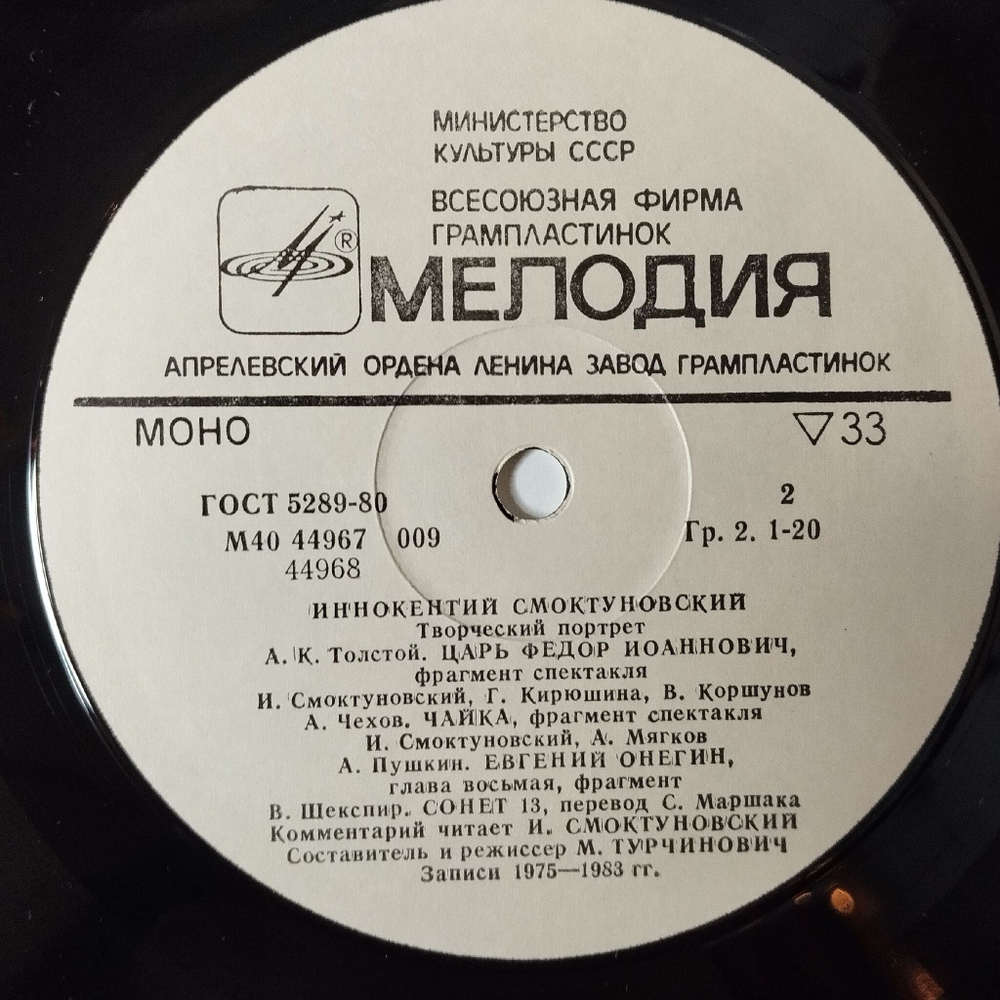 МИНИСТЕРСТВО
КУЛЬТУРЫ СССР
ВСЕСОЮЗНАЯ ФИРМА
ГРАМПЛАСТИНОК
®
МЕЛОДИЯ
АПРЕЛЕВСКИЙ ОРДЕНА ЛЕНИНА ЗАВОД ГРАМПЛАСТИНОК
МОНО ▽33
ГОСТ 5289-80 2
М40 44967 009 Гр. 2. 1-20
44968
ИННОКЕНТИЙ СМОКТУНОВСКИЙ
Творческий портрет
А. К. Толстой. ЦАРЬ ФЕДОР ИОАННОВИЧ,
фрагмент спектакля
И. Смоктуновский, Г. Кирюшина, В. Коршунов
А. Чехов. ЧАЙКА, фрагмент спектакля
И. Смоктуновский, А. Мягков
А. Пушкин. ЕВГЕНИЙ ОНЕГИН,
глава восьмая, фрагмент
В. Шекспир. СОНЕТ 13, перевод С. Маршака
Комментарий читает И. СМОКТУНОВСКИЙ
Составитель и режиссер М. ТУРЧИНОВИЧ
Записи 1975—1983 гг.